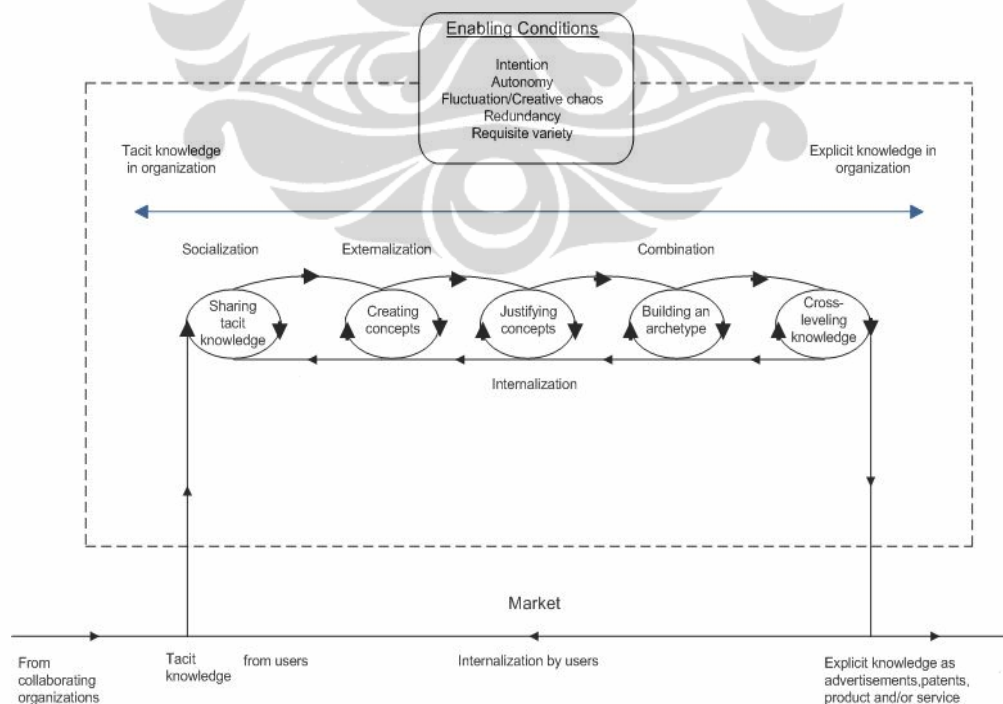 Enabling Conditions
Intention
Autonomy
Fluctuation/Creative chaos
Redundancy
Requisite variety
Tacit knowledge
in organization
Explicit knowledge in
organization
Socialization
Externalization
Combination
Sharing
tacit
knowledge
Creating
concepts
Justifying
concepts
Building an
archetype
Cross-
leveling
knowledge
Internalization
Market
From
collaborating
organizations
Tacit
knowledge
from users
Internalization by users
Explicit knowledge as
advertisements,patents,
product and/or service